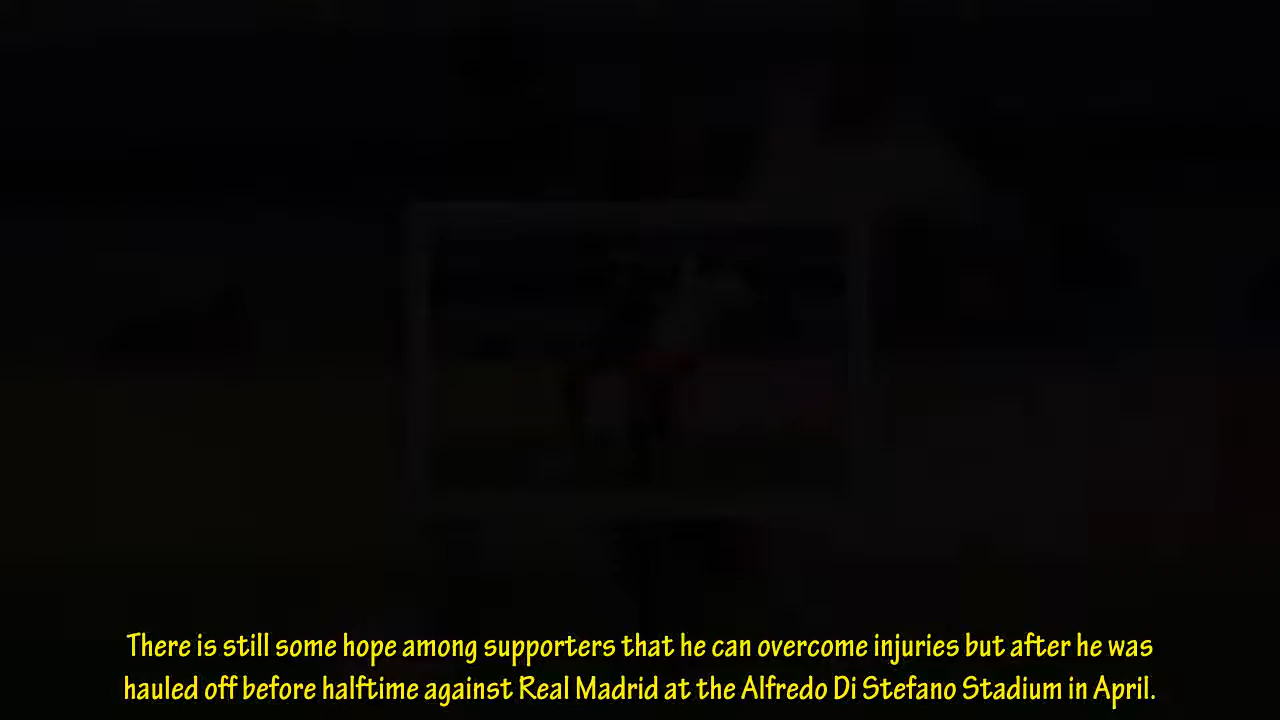 There is still some hope among supporters that he can overcome injuries but after he was
hauled off before halftime against Real Madrid at the Alfredo Di Stefano Stadium in April.